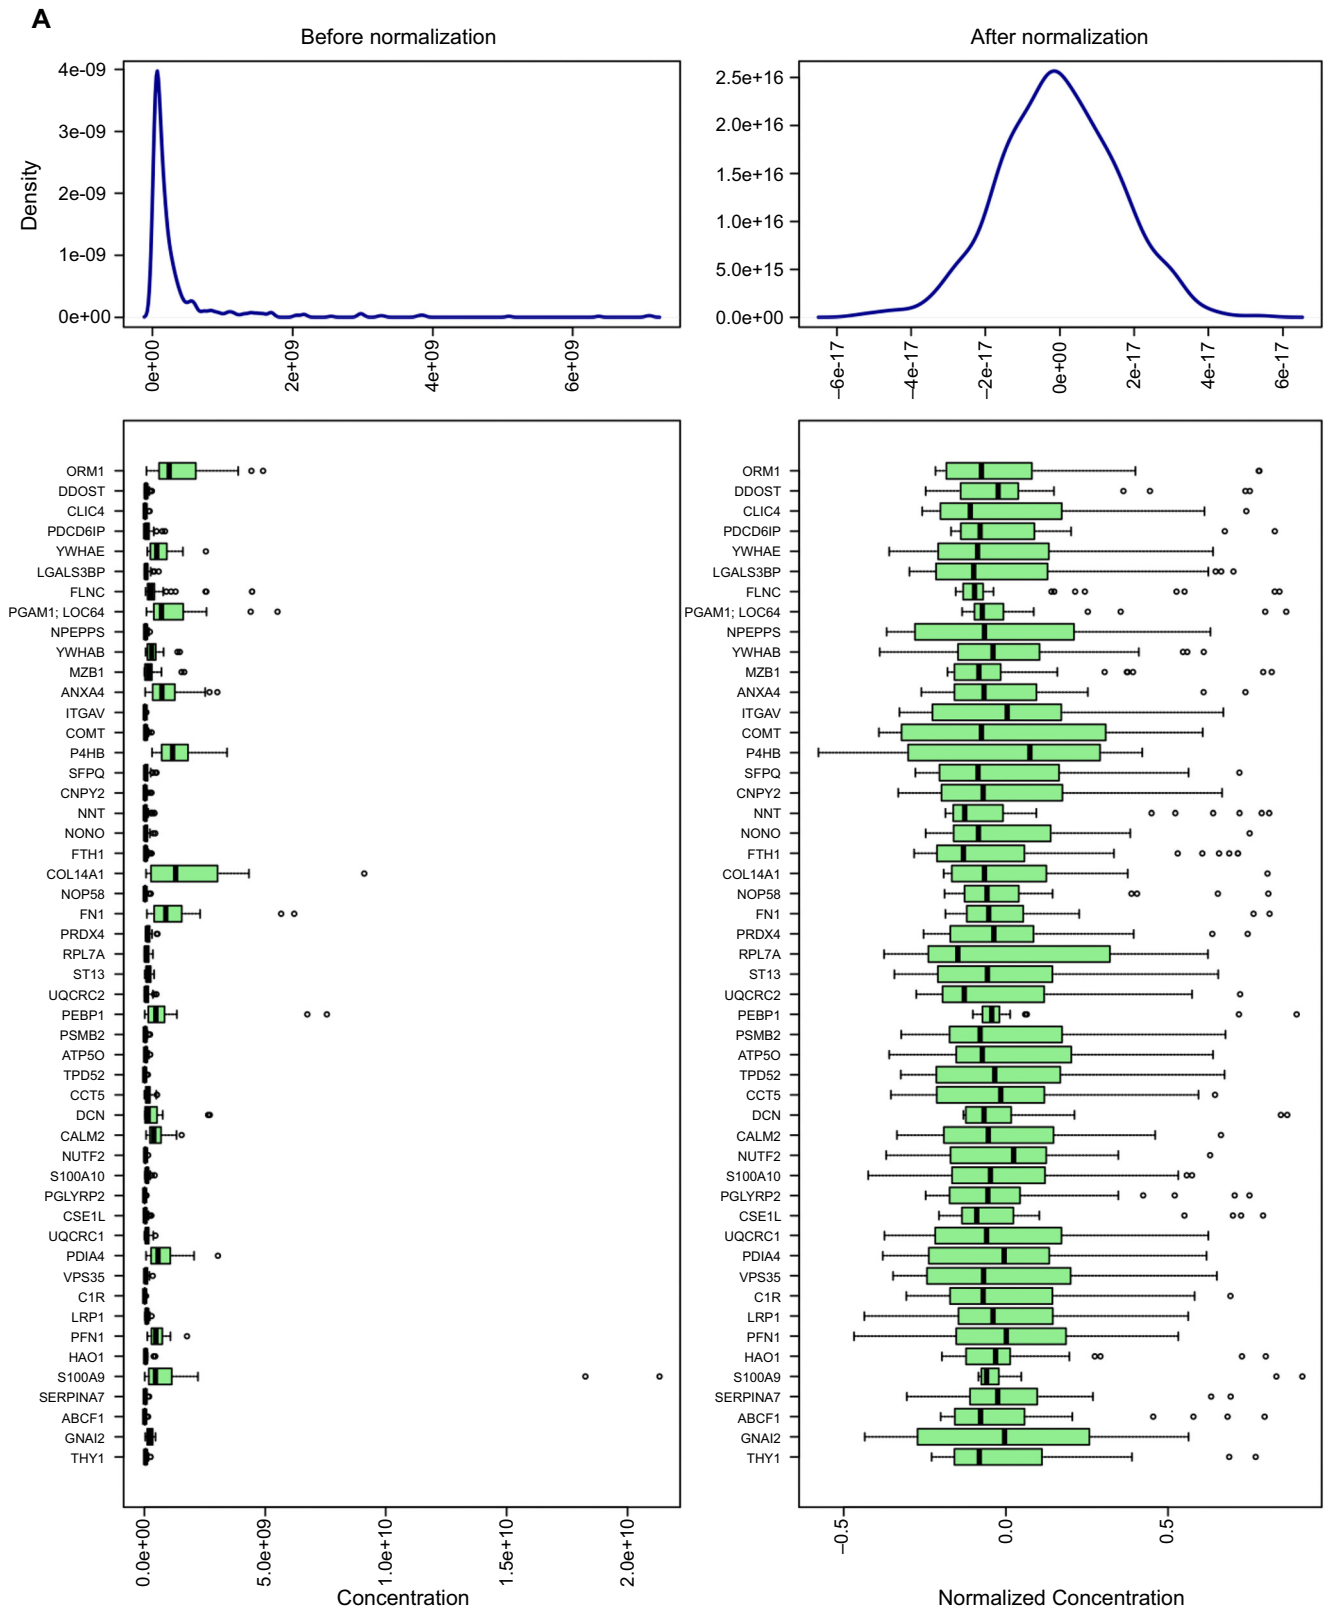 A
Before normalization
After normalization
Density
4e-09
3e-09
2e-09
1e-09
0e+00
0e+00
2e+09
4e+09
6e+09
2.5e+16
2.0e+16
1.5e+16
1.0e+16
5.0e+15
0.0e+00
−6e-17
−4e-17
−2e-17
0e+00
2e-17
4e-17
6e-17
ORM1
DDOST
CLIC4
PDCD6IP
YWHAE
LGALS3BP
FLNC
PGAM1; LOC64
NPEPPS
YWHAB
MZB1
ANXA4
ITGAV
COMT
P4HB
SFPQ
CNPY2
NNT
NONO
FTH1
COL14A1
NOP58
FN1
PRDX4
RPL7A
ST13
UQCRC2
PEBP1
PSMB2
ATP5O
TPD52
CCT5
DCN
CALM2
NUTF2
S100A10
PGLYRP2
CSE1L
UQCRC1
PDIA4
VPS35
C1R
LRP1
PFN1
HAO1
S100A9
SERPINA7
ABCF1
GNAI2
THY1
0.0e+00
5.0e+09
1.0e+10
1.5e+10
2.0e+10
Concentration
ORM1
DDOST
CLIC4
PDCD6IP
YWHAE
LGALS3BP
FLNC
PGAM1; LOC64
NPEPPS
YWHAB
MZB1
ANXA4
ITGAV
COMT
P4HB
SFPQ
CNPY2
NNT
NONO
FTH1
COL14A1
NOP58
FN1
PRDX4
RPL7A
ST13
UQCRC2
PEBP1
PSMB2
ATP5O
TPD52
CCT5
DCN
CALM2
NUTF2
S100A10
PGLYRP2
CSE1L
UQCRC1
PDIA4
VPS35
C1R
LRP1
PFN1
HAO1
S100A9
SERPINA7
ABCF1
GNAI2
THY1
−0.5
0.0
0.5
Normalized Concentration